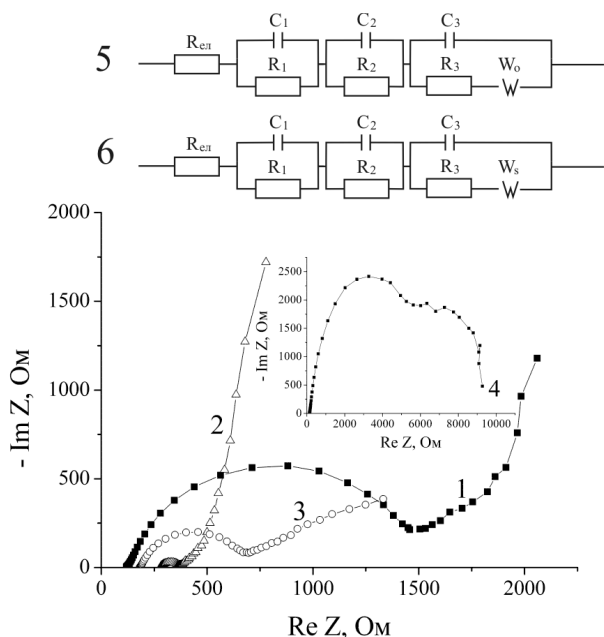 C₁ C₂ C₃
5 Rел R₁ R₂ R₃ Wₒ
C₁ C₂ C₃
6 Rел R₁ R₂ R₃ Wₛ
2000
1500
1000
500
0
- Im Z, Ом
0 500 1000 1500 2000
Re Z, Ом
2500
2000
1500
1000
500
0
- Im Z, Ом
0 2000 4000 6000 8000 10000
Re Z, Ом
4
2
1
3